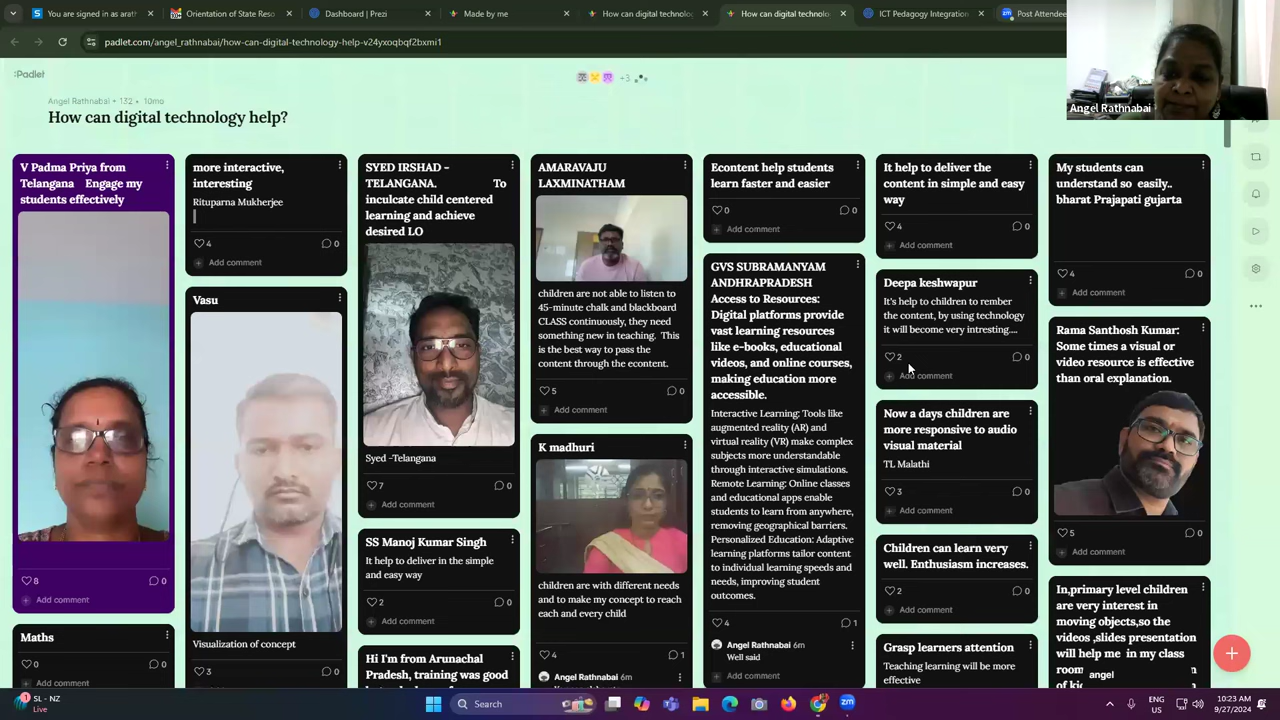 You are signed in as rath
Orientation of State Reso
Dashboard | Prezi
Made by me
How can digital technolog
How can digital technolo
ICT Pedagogy Integration
Post Attende
padlet.com/angel_rathnabai/how-can-digital-technology-help-v24yxoqbqf2bxmi1
Angel Rathnabai
:Padlet
+3
Angel Rathnabai • 132 • 10mo
How can digital technology help?
V Padma Priya from
Telangana Engage my
students effectively
8
0
Add comment
Maths
0
0
Add comment
more interactive,
interesting
Rituparna Mukherjee
4
0
Add comment
Vasu
Visualization of concept
3
0
SYED IRSHAD -
TELANGANA. To
inculcate child centered
learning and achieve
desired LO
Syed -Telangana
7
0
Add comment
SS Manoj Kumar Singh
It help to deliver in the simple
and easy way
2
0
Add comment
Hi I'm from Arunachal
Pradesh, training was good
AMARAVAJU
LAXMINATHAM
children are not able to listen to
45-minute chalk and blackboard
CLASS continuously, they need
something new in teaching. This
is the best way to pass the
content through the econtent.
5
0
Add comment
K madhuri
children are with different needs
and to make my concept to reach
each and every child
4
1
Angel Rathnabai 6m
Econtent help students
learn faster and easier
0
0
Add comment
GVS SUBRAMANYAM
ANDHRAPRADESH
Access to Resources:
Digital platforms provide
vast learning resources
like e-books, educational
videos, and online courses,
making education more
accessible.
Interactive Learning: Tools like
augmented reality (AR) and
virtual reality (VR) make complex
subjects more understandable
through interactive simulations.
Remote Learning: Online classes
and educational apps enable
students to learn from anywhere,
removing geographical barriers.
Personalized Education: Adaptive
learning platforms tailor content
to individual learning speeds and
needs, improving student
outcomes.
4
1
Angel Rathnabai 6m
Well said
Add comment
It help to deliver the
content in simple and easy
way
4
0
Add comment
Deepa keshwapur
It's help to children to rember
the content, by using technology
it will become very intresting....
2
0
Add comment
Now a days children are
more responsive to audio
visual material
TL Malathi
3
0
Add comment
Children can learn very
well. Enthusiasm increases.
2
0
Add comment
Grasp learners attention
Teaching learning will be more
effective
My students can
understand so easily..
bharat Prajapati gujarta
4
0
Add comment
Rama Santhosh Kumar:
Some times a visual or
video resource is effective
than oral explanation.
5
0
Add comment
In,primary level children
are very interest in
moving objects,so the
videos ,slides presentation
will help me in my class
room
of ki
angel
1
SL - NZ
Live
Search
ENG
US
10:23 AM
9/27/2024